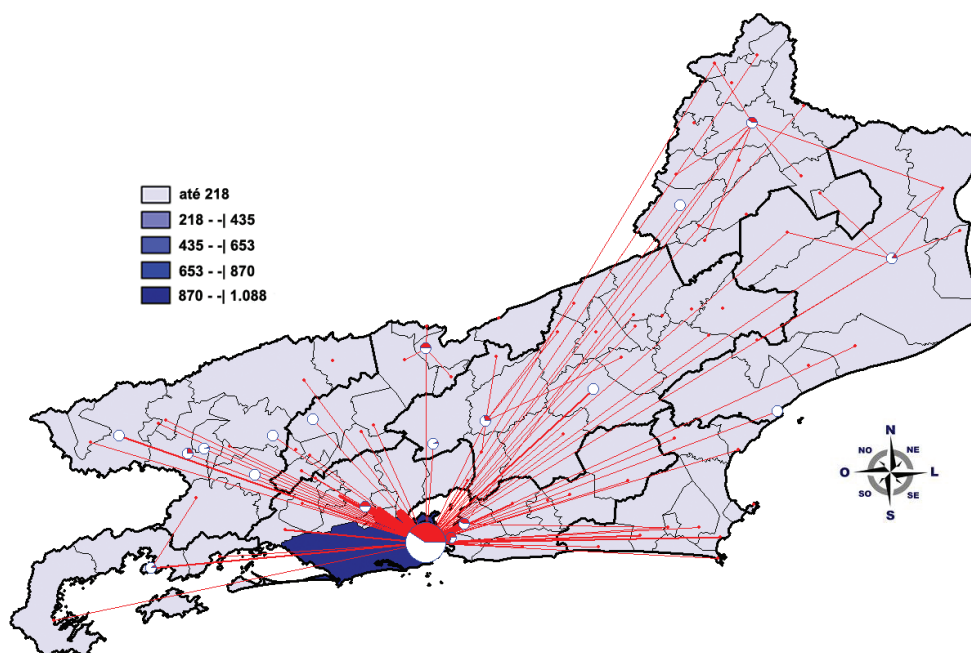 até 218
218 - -| 435
435 - -| 653
653 - -| 870
870 - -| 1.088
N
NO NE
O L
SO SE
S